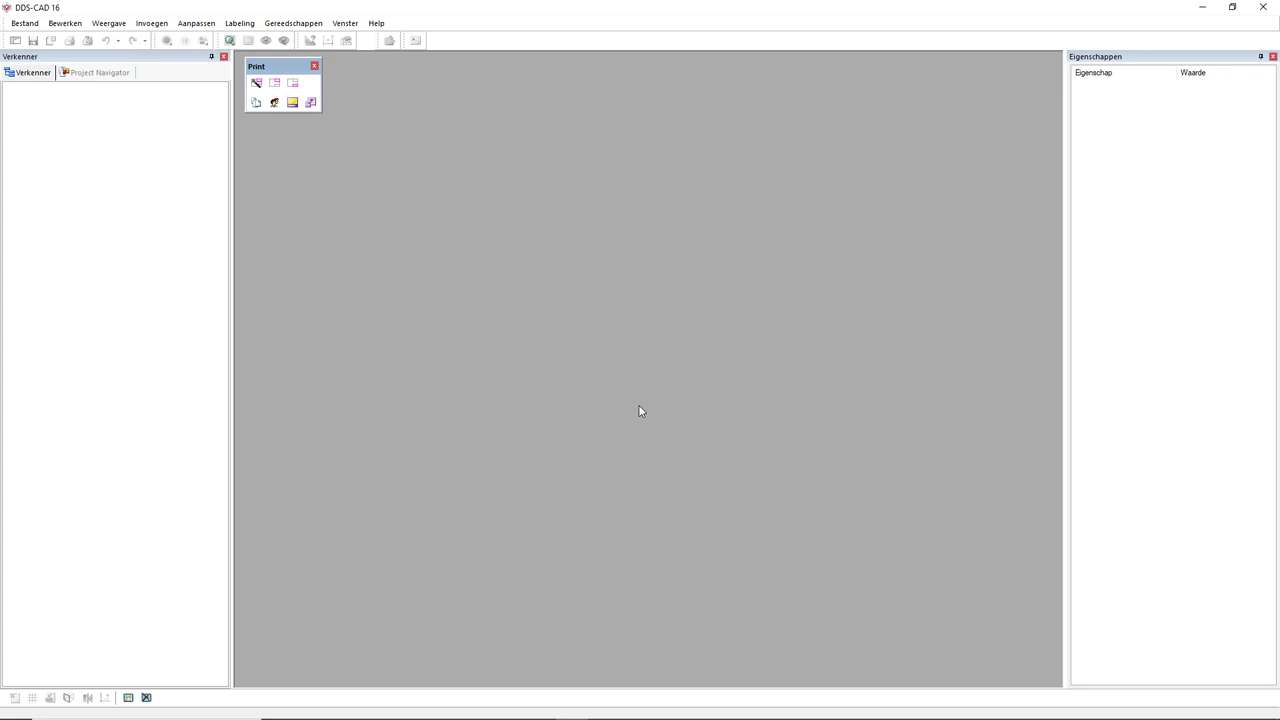 DDS-CAD 16
Bestand Bewerken Weergave Invoegen Aanpassen Labeling Gereedschappen Venster Help
Verkenner
Verkenner Project Navigator
Print
Eigenschappen
Eigenschap Waarde